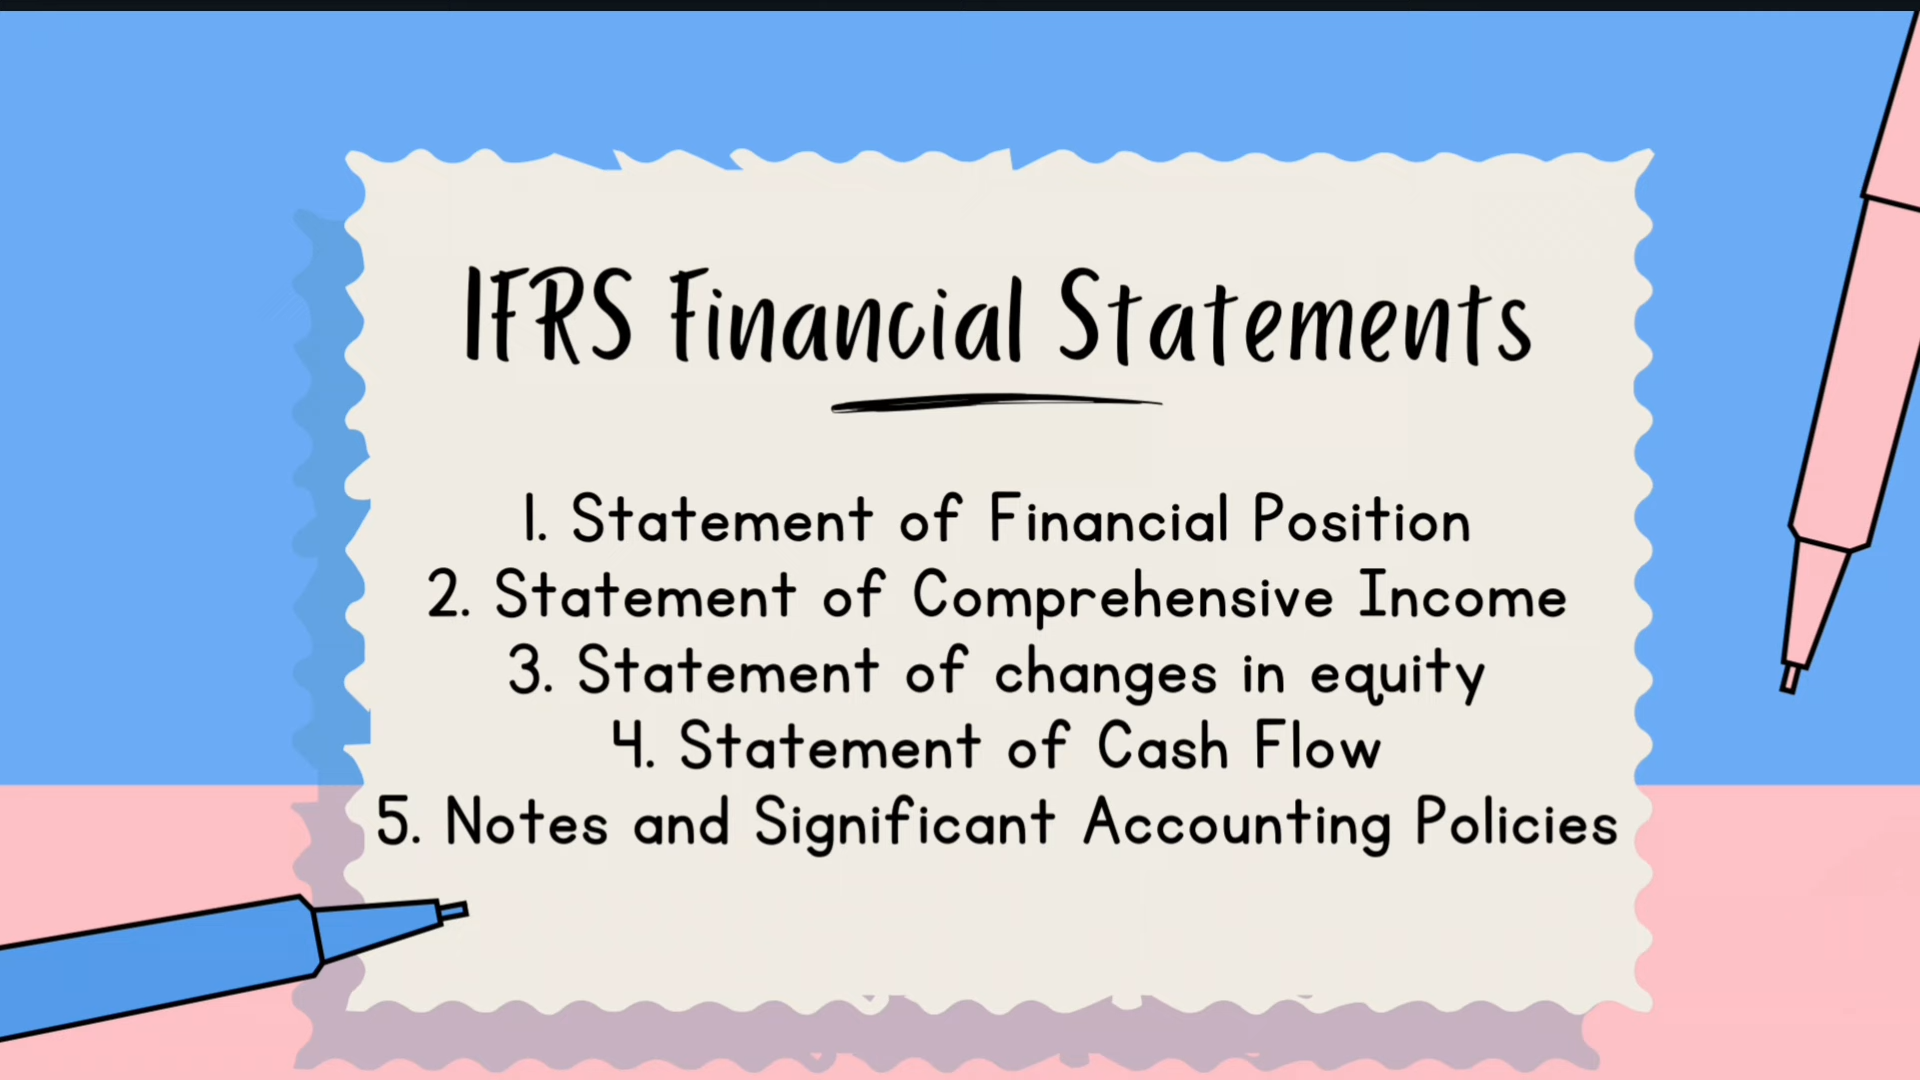 IFRS Financial Statements
1. Statement of Financial Position
2. Statement of Comprehensive Income
3. Statement of changes in equity
4. Statement of Cash Flow
5. Notes and Significant Accounting Policies